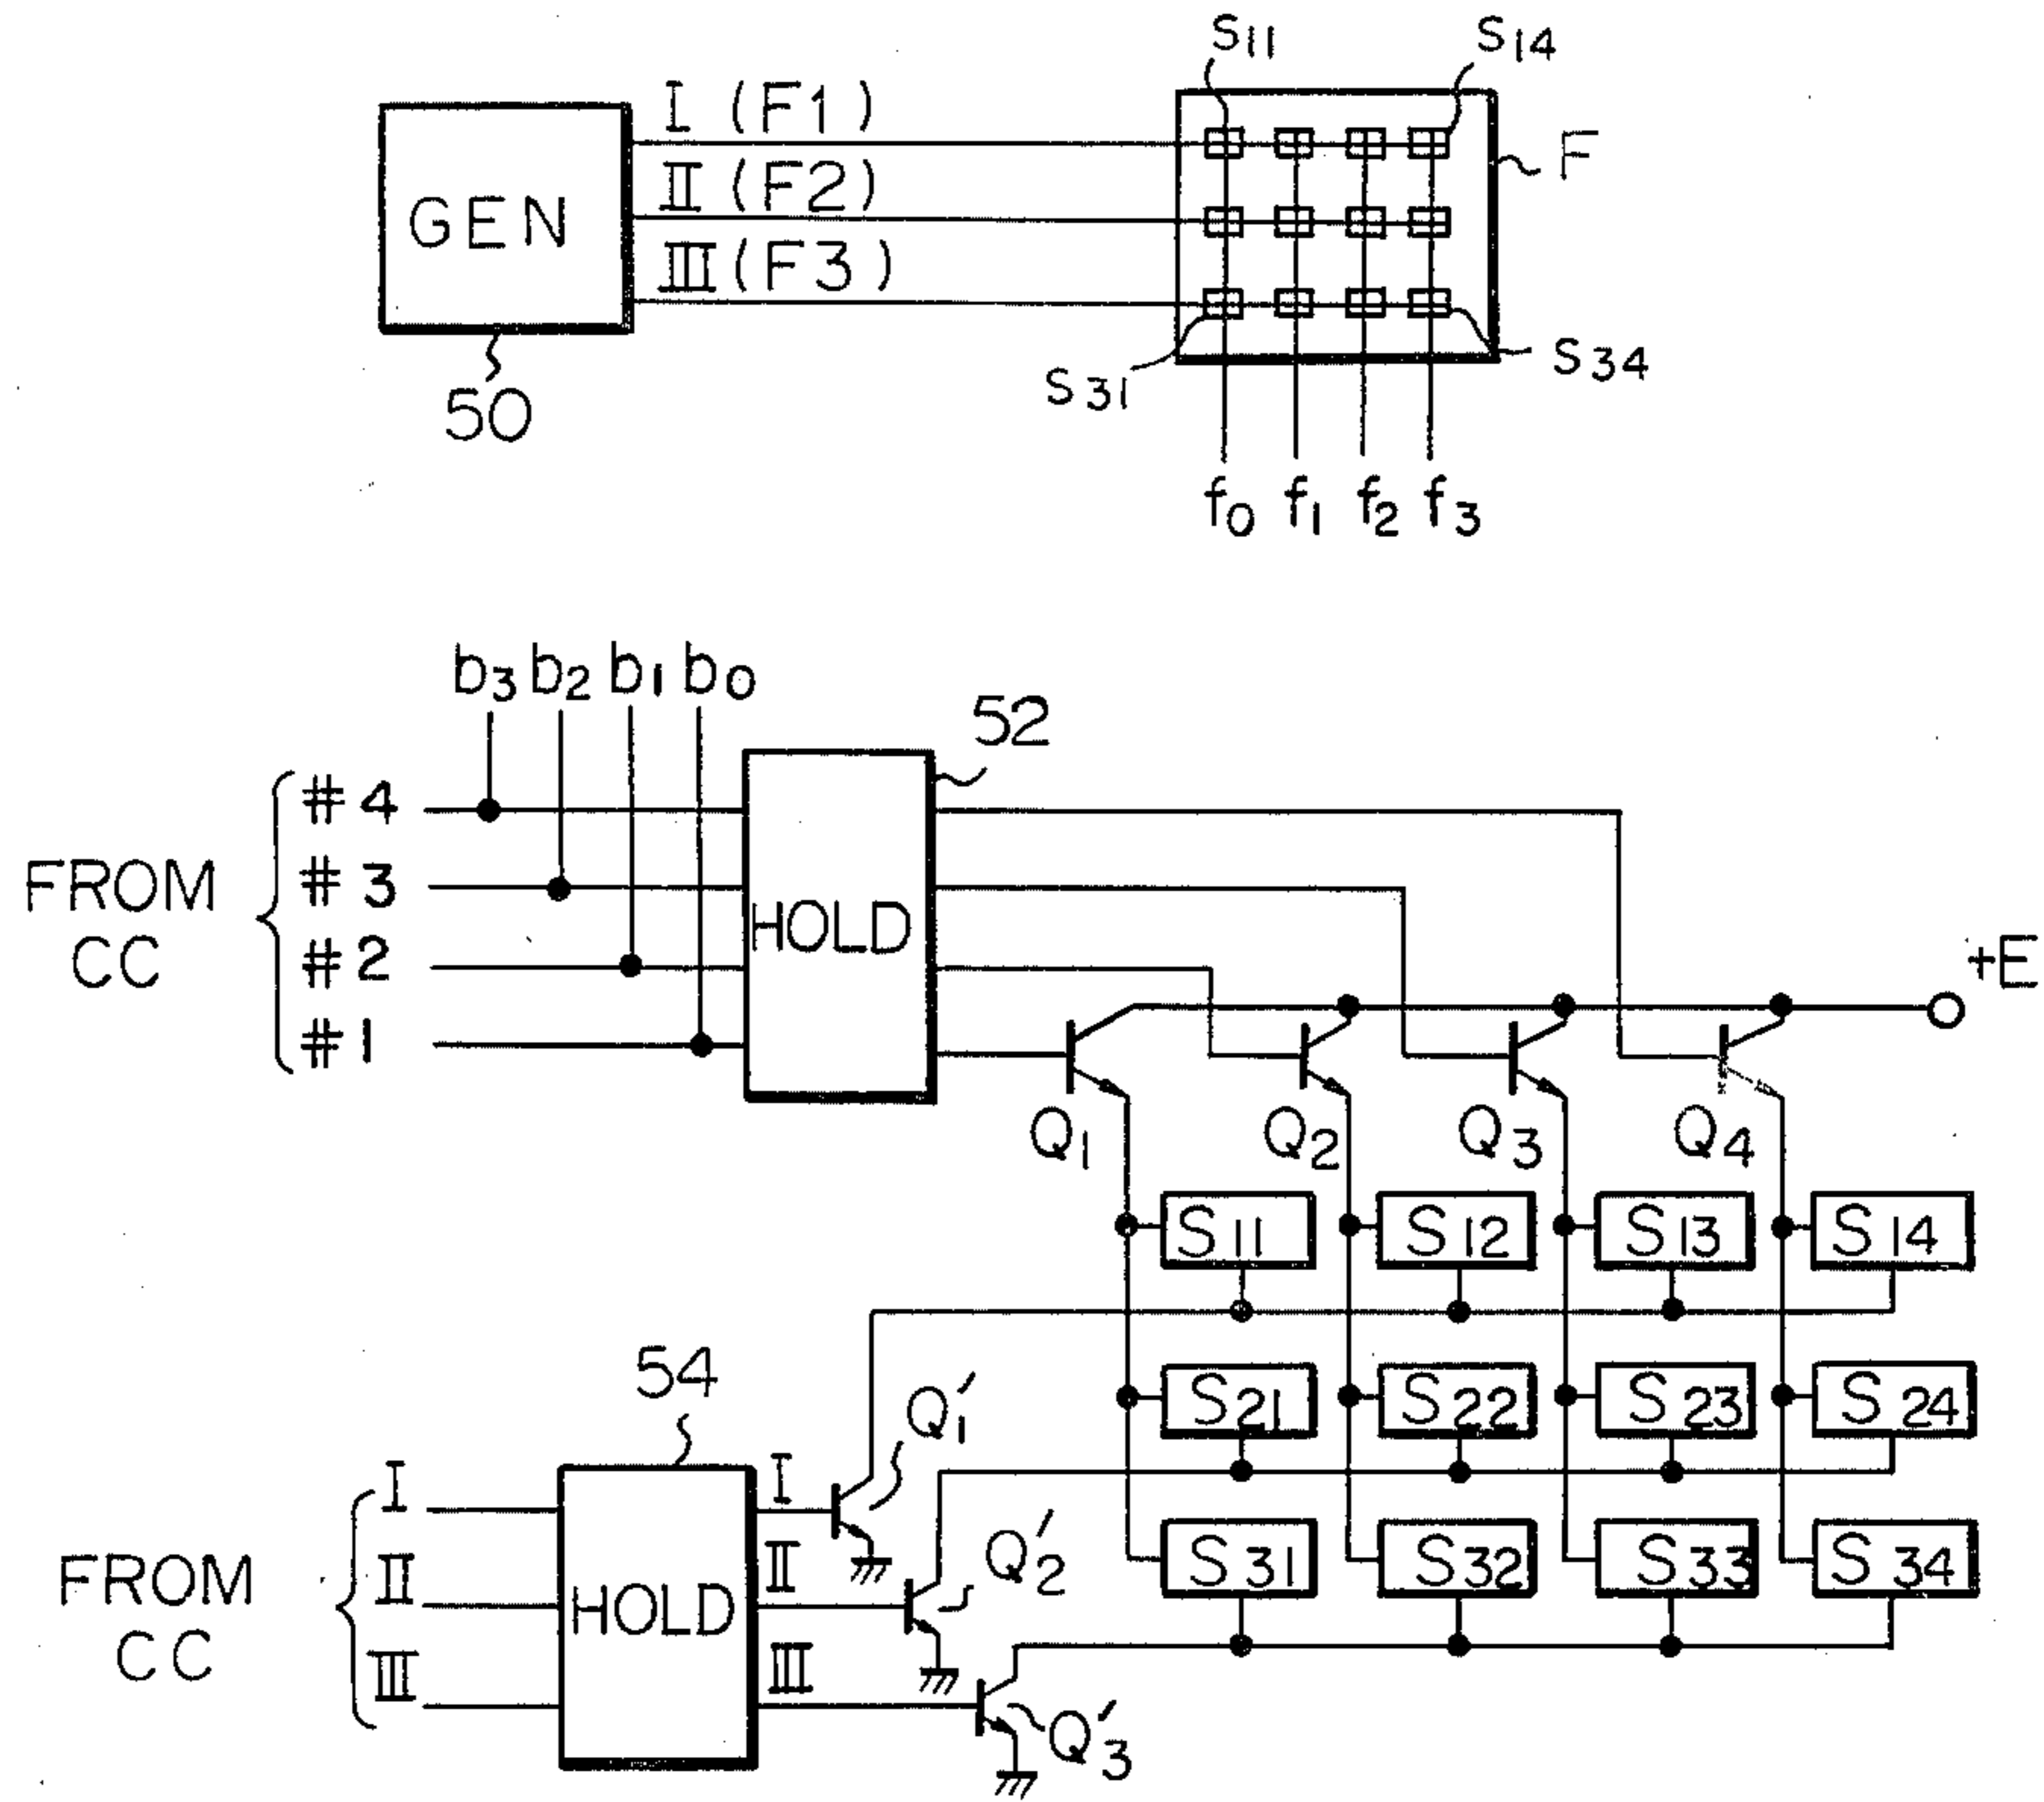 S11 S14
I (F1)
II (F2)
III (F3)
GEN
F
50
S31 S34
f0 f1 f2 f3
b3 b2 b1 b0
52
FROM CC
#4
#3
#2
#1
HOLD
+E
Q1 Q2 Q3 Q4
S11 S12 S13 S14
S21 S22 S23 S24
S31 S32 S33 S34
54
FROM CC
I
II
III
HOLD
I
II
III
Q'1
Q'2
Q'3